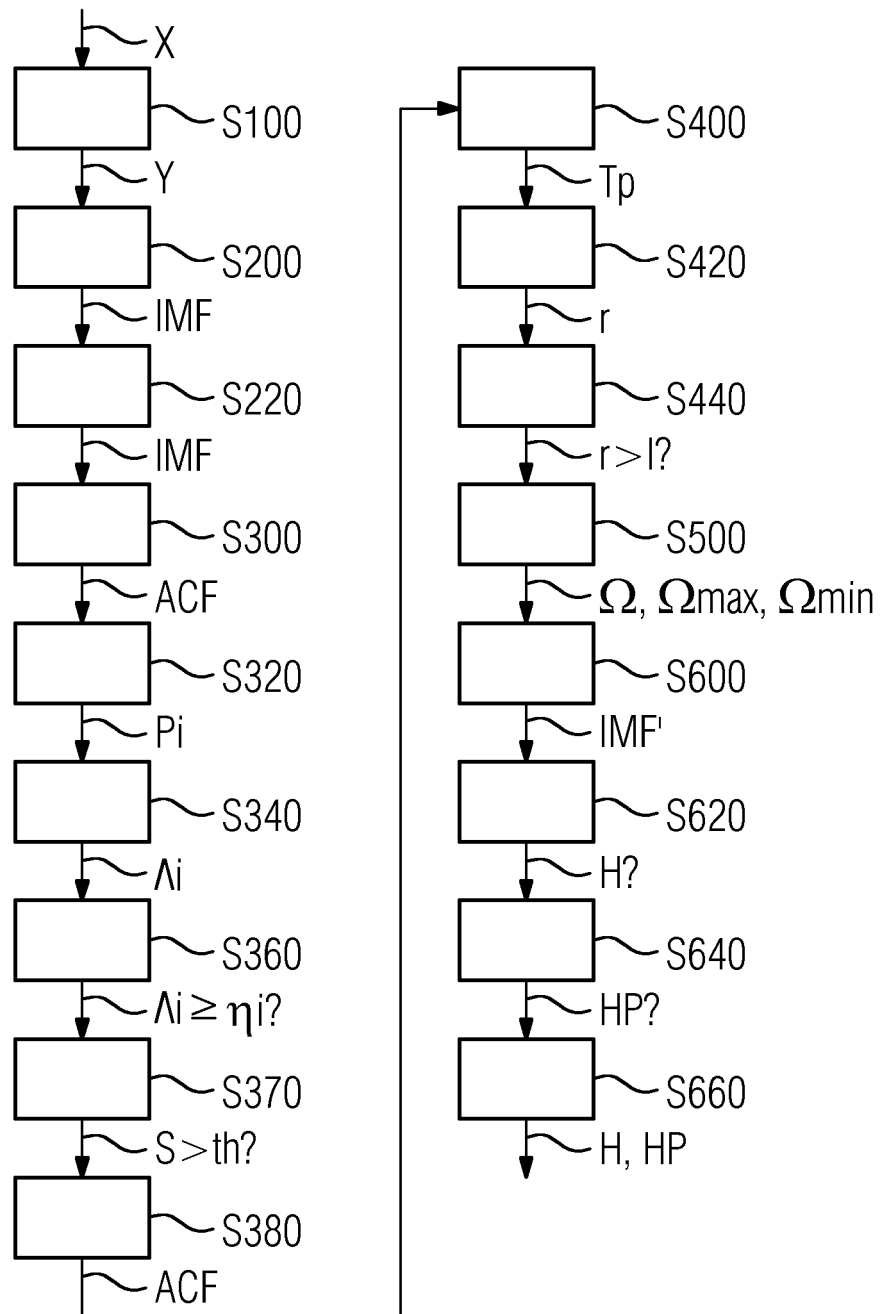 X
S100
Y
S200
IMF
S220
IMF
S300
ACF
S320
Pi
S340
Λi
S360
Λi ≥ ηi?
S370
S>th?
S380
ACF
S400
Tp
S420
r
S440
r>l?
S500
Ω, Ωmax, Ωmin
S600
IMF'
S620
H?
S640
HP?
S660
H, HP